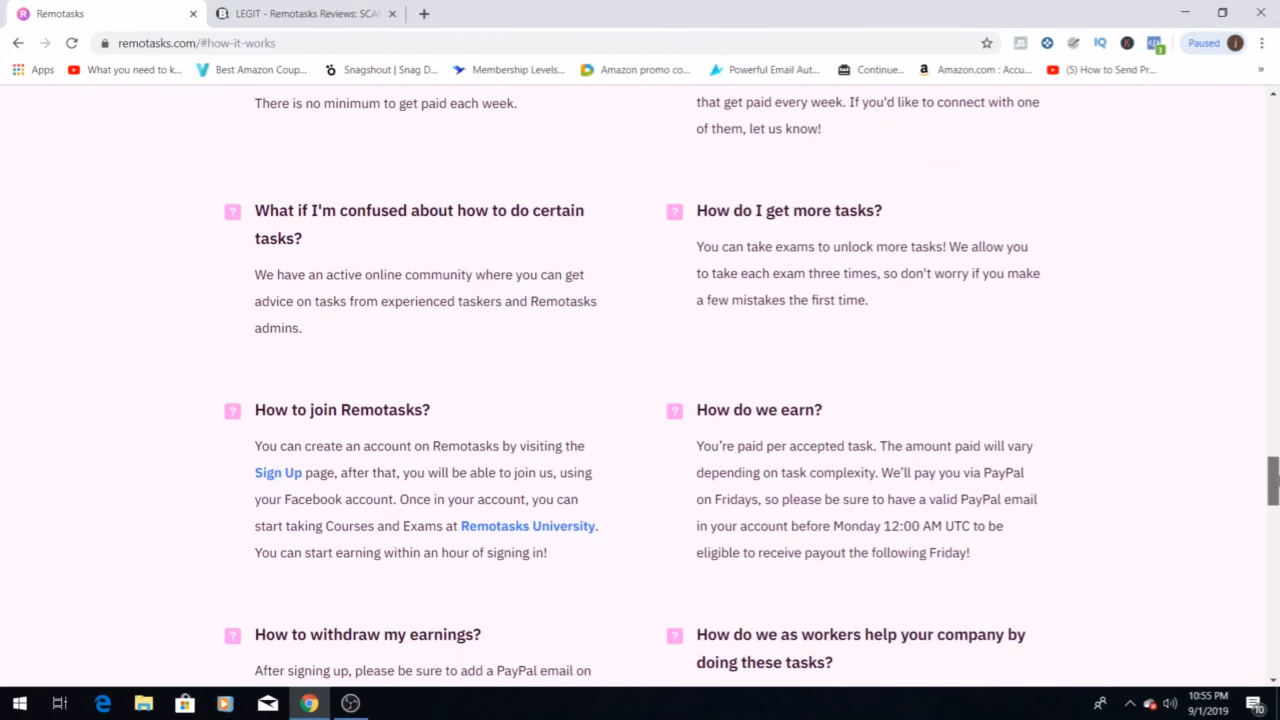 Remotasks
LEGIT - Remotasks Reviews: SCA
remotasks.com/#how-it-works
Paused
Apps
What you need to k...
Best Amazon Coup...
Snagshout | Snag D...
Membership Levels...
Amazon promo co...
Powerful Email Aut...
Continue...
Amazon.com : Accu...
(5) How to Send Pr...
There is no minimum to get paid each week.
that get paid every week. If you'd like to connect with one
of them, let us know!
What if I'm confused about how to do certain
tasks?
We have an active online community where you can get
advice on tasks from experienced taskers and Remotasks
admins.
How do I get more tasks?
You can take exams to unlock more tasks! We allow you
to take each exam three times, so don't worry if you make
a few mistakes the first time.
How to join Remotasks?
You can create an account on Remotasks by visiting the
Sign Up page, after that, you will be able to join us, using
your Facebook account. Once in your account, you can
start taking Courses and Exams at Remotasks University.
You can start earning within an hour of signing in!
How do we earn?
You’re paid per accepted task. The amount paid will vary
depending on task complexity. We’ll pay you via PayPal
on Fridays, so please be sure to have a valid PayPal email
in your account before Monday 12:00 AM UTC to be
eligible to receive payout the following Friday!
How to withdraw my earnings?
After signing up, please be sure to add a PayPal email on
How do we as workers help your company by
doing these tasks?
10:55 PM
9/1/2019
10